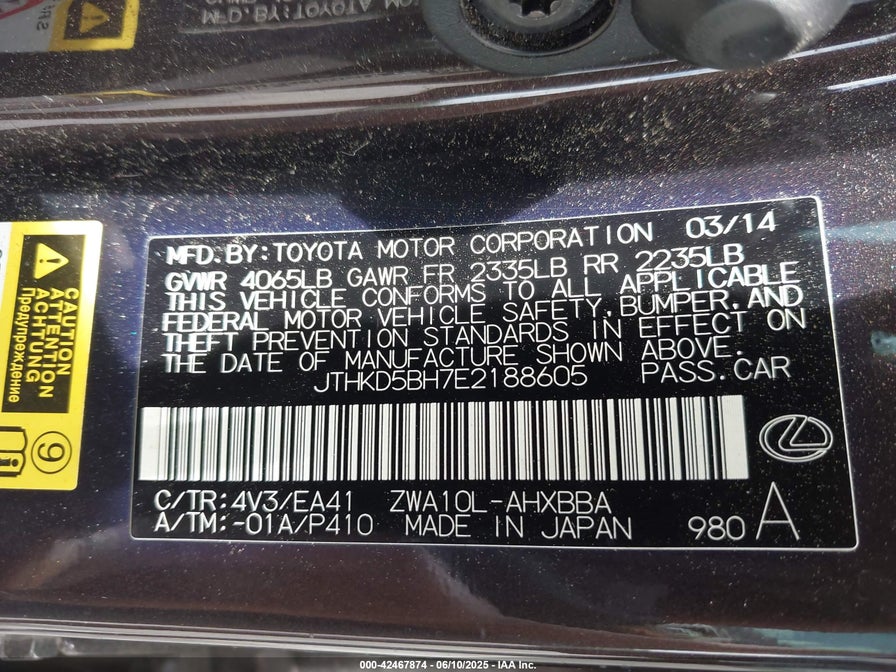 MFD. BY: TOYOTA MOTOR CORPORATION 03/14
GVWR 4065LB GAWR FR 2335LB RR 2235LB
THIS VEHICLE CONFORMS TO ALL APPLICABLE
FEDERAL MOTOR VEHICLE SAFETY, BUMPER, AND
THEFT PREVENTION STANDARDS IN EFFECT ON
THE DATE OF MANUFACTURE SHOWN ABOVE.
JTHKD5BH7E2188605 PASS.CAR
C/TR: 4V3/EA41 ZWA10L-AHXBBA
A/TM: -01A/P410 MADE IN JAPAN 980 A
CAUTION
ATTENTION
ACHTUNG
Предупреждение
9
000-42467874 | 06/10/2025 - IAA Inc.